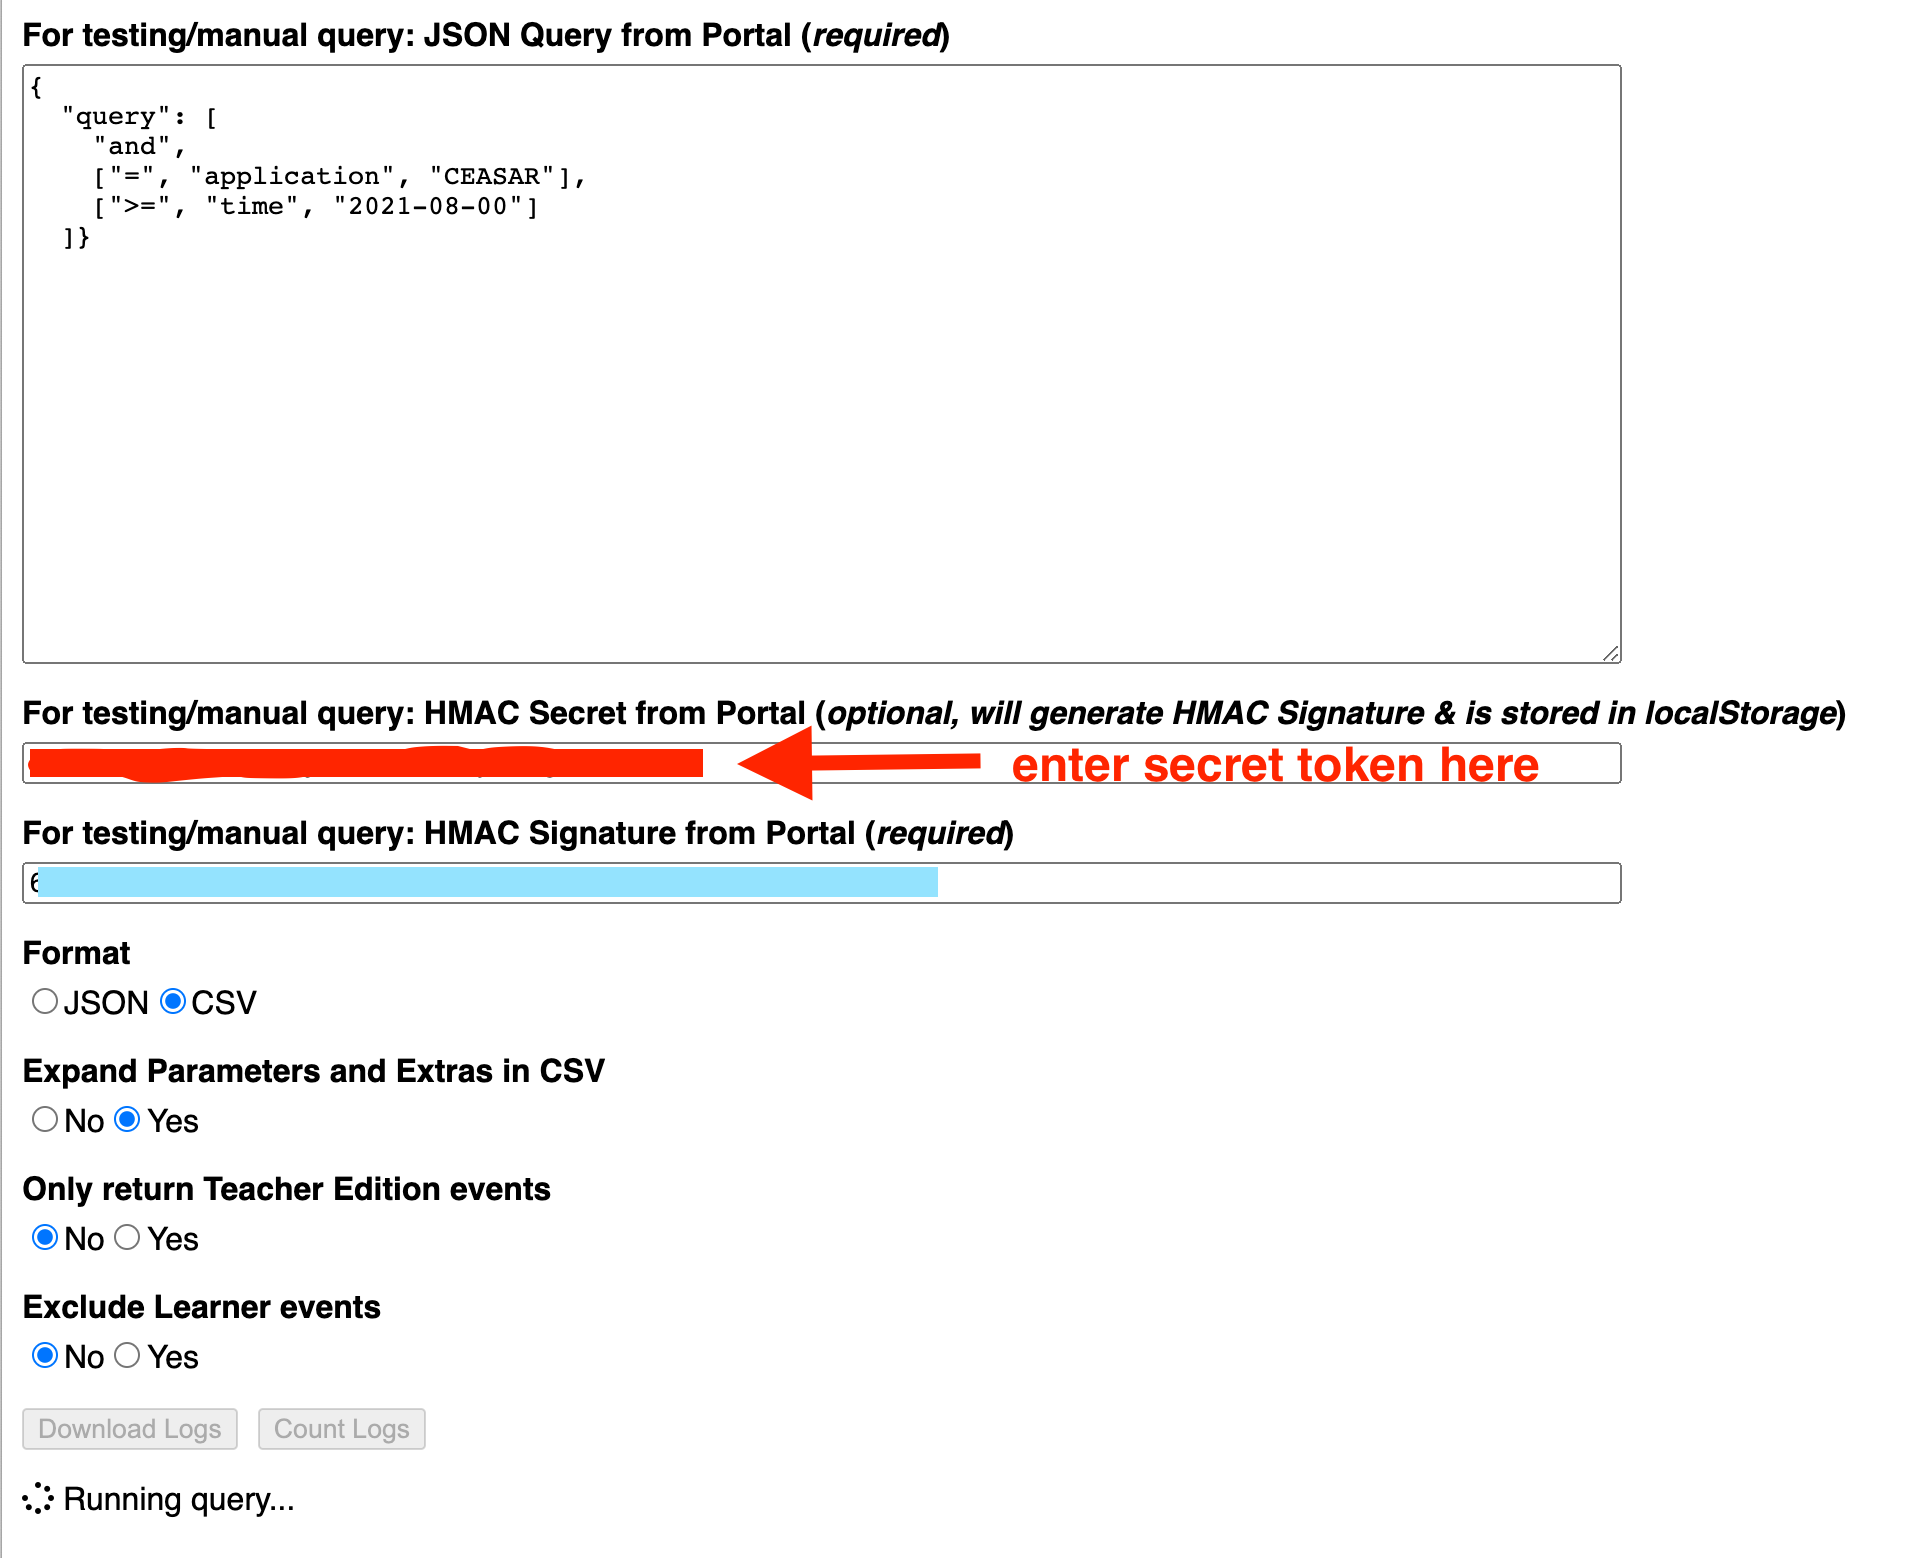 For testing/manual query: JSON Query from Portal (required)
{
  "query": [
    "and",
    ["=", "application", "CEASAR"],
    [">=", "time", "2021-08-00"]
  ]}
For testing/manual query: HMAC Secret from Portal (optional, will generate HMAC Signature & is stored in localStorage)
enter secret token here
For testing/manual query: HMAC Signature from Portal (required)
6
Format
JSON CSV
Expand Parameters and Extras in CSV
No Yes
Only return Teacher Edition events
No Yes
Exclude Learner events
No Yes
Download Logs Count Logs
Running query...